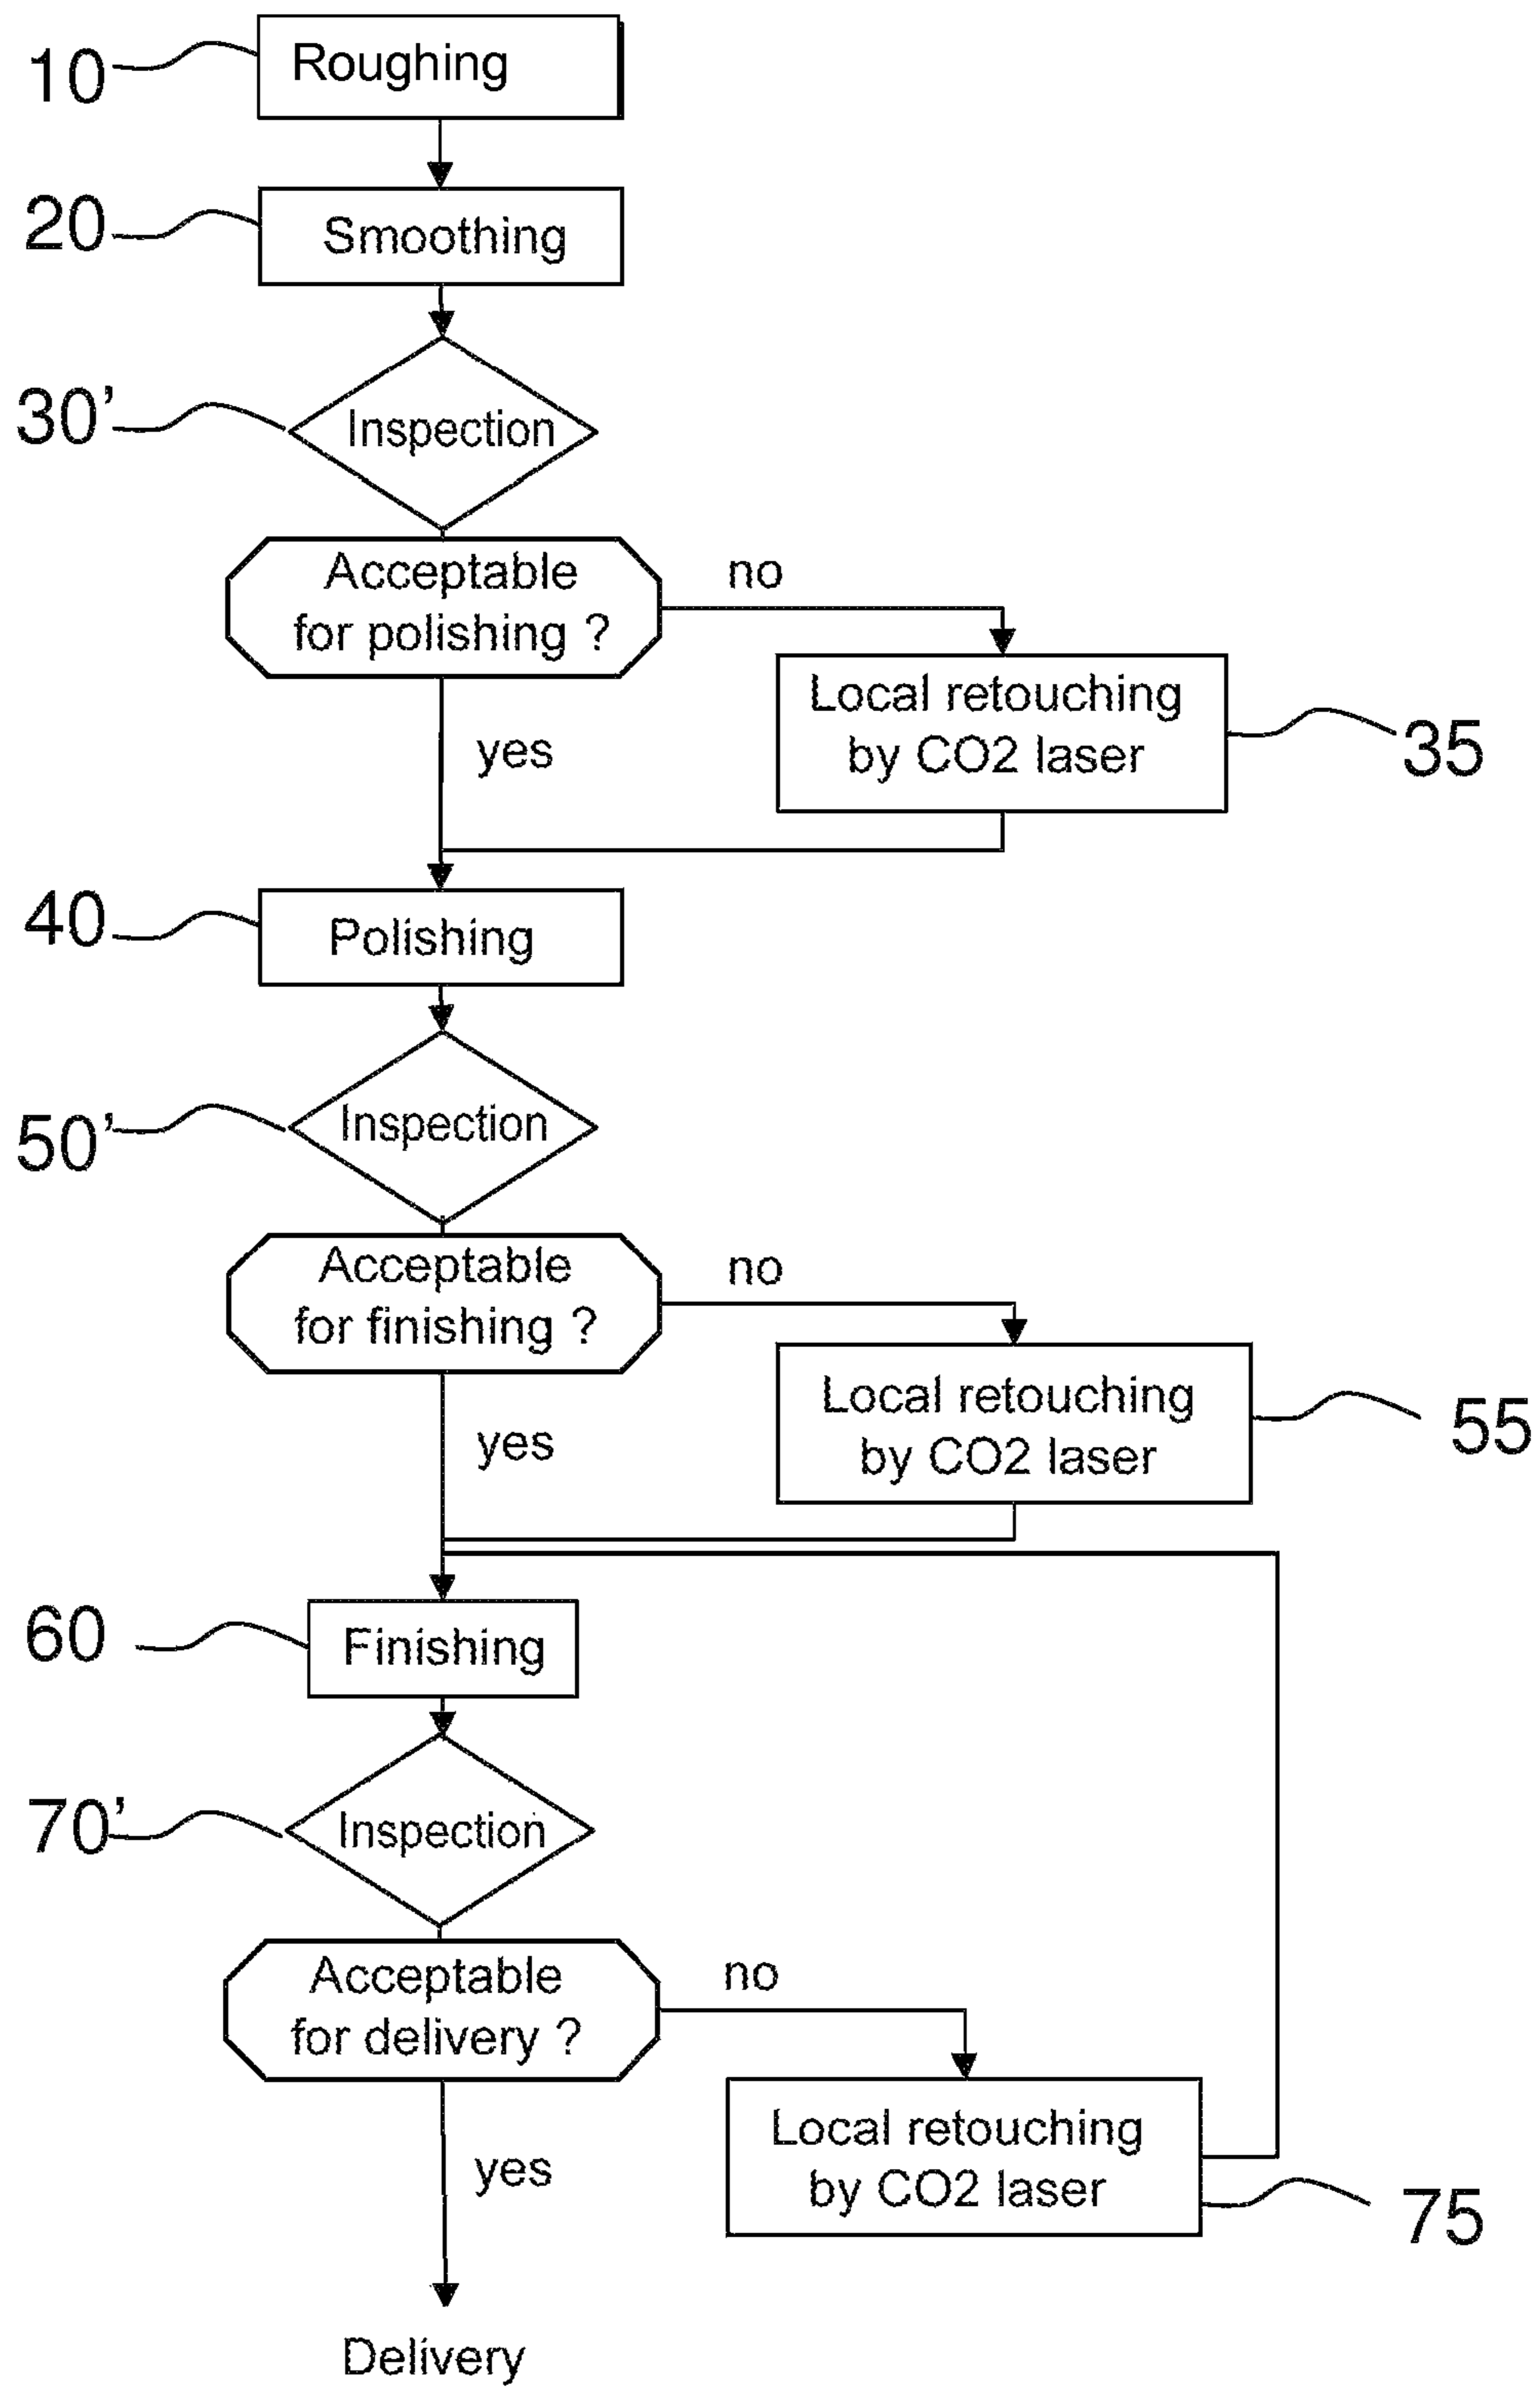 10
Roughing
20
Smoothing
30’
Inspection
Acceptable
for polishing ?
no
Local retouching
by CO2 laser
35
yes
40
Polishing
50’
Inspection
Acceptable
for finishing ?
no
Local retouching
by CO2 laser
55
yes
60
Finishing
70’
Inspection
Acceptable
for delivery ?
no
Local retouching
by CO2 laser
75
yes
Delivery